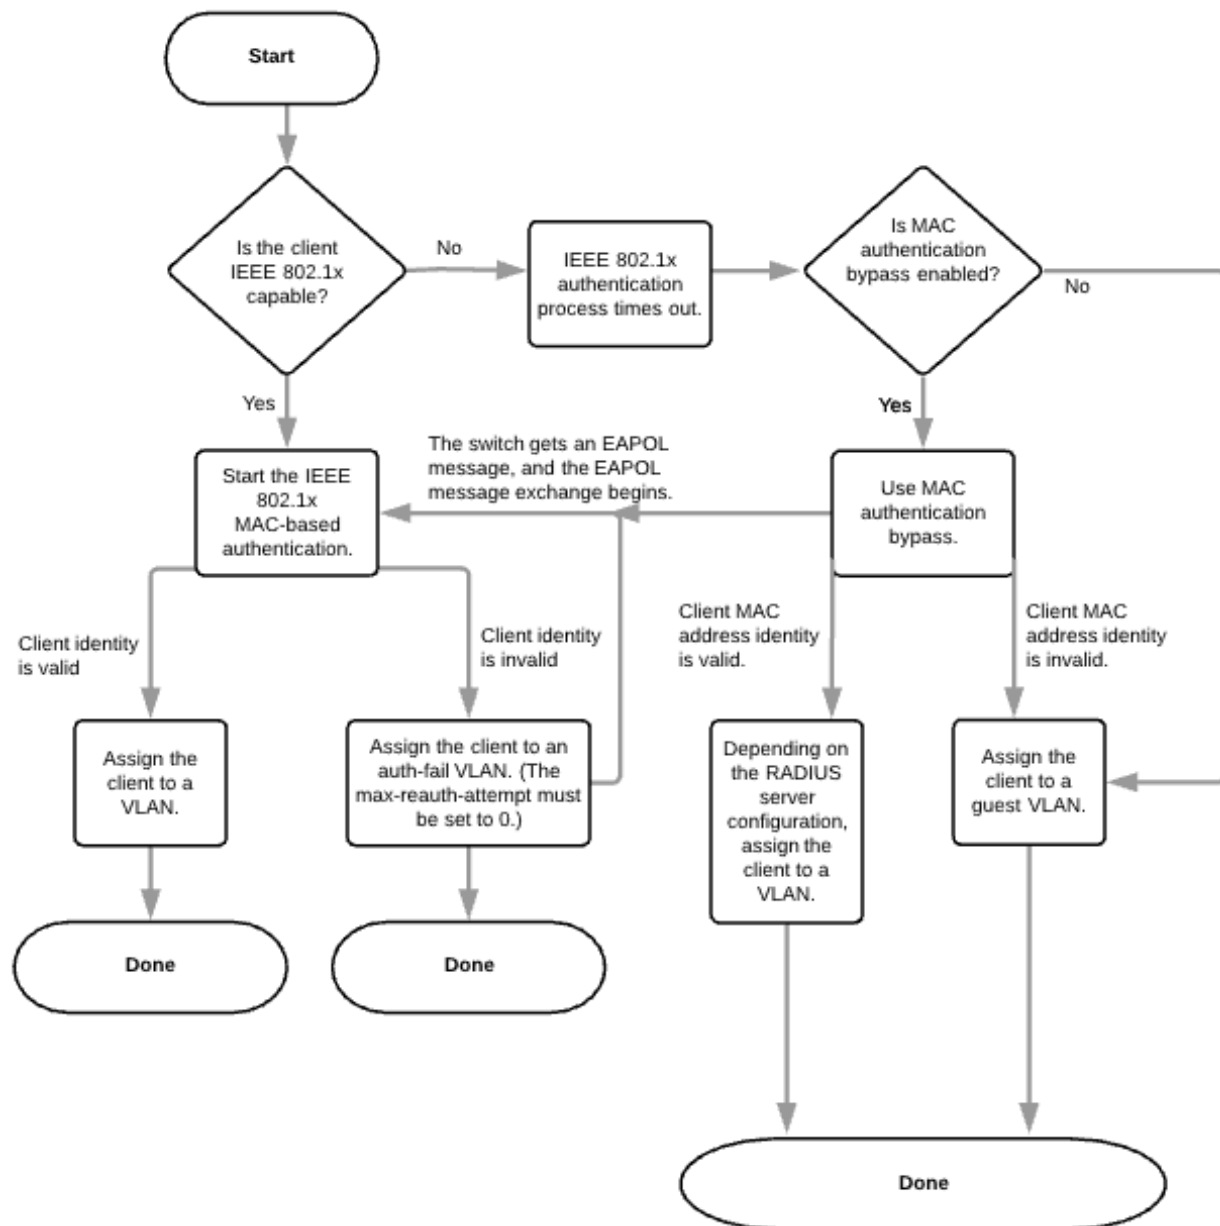 Start
Is the client
IEEE 802.1x
capable?
No
IEEE 802.1x
authentication
process times out.
Is MAC
authentication
bypass enabled?
No
Yes
Yes
Start the IEEE
802.1x
MAC-based
authentication.
The switch gets an EAPOL
message, and the EAPOL
message exchange begins.
Use MAC
authentication
bypass.
Client identity
is valid
Client identity
is invalid
Client MAC
address identity
is valid.
Client MAC
address identity
is invalid.
Assign the
client to a
VLAN.
Assign the client to an
auth-fail VLAN. (The
max-reauth-attempt must
be set to 0.)
Depending on
the RADIUS
server
configuration,
assign the
client to a
VLAN.
Assign the
client to a
guest VLAN.
Done
Done
Done